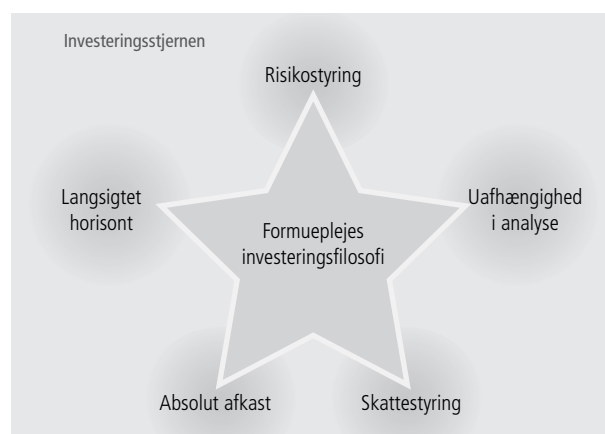 Investeringsstjernen
Risikostyring
Langsigtet
horisont
Uafhængighed
i analyse
Formueplejes
investeringsfilosofi
Absolut afkast
Skattestyring